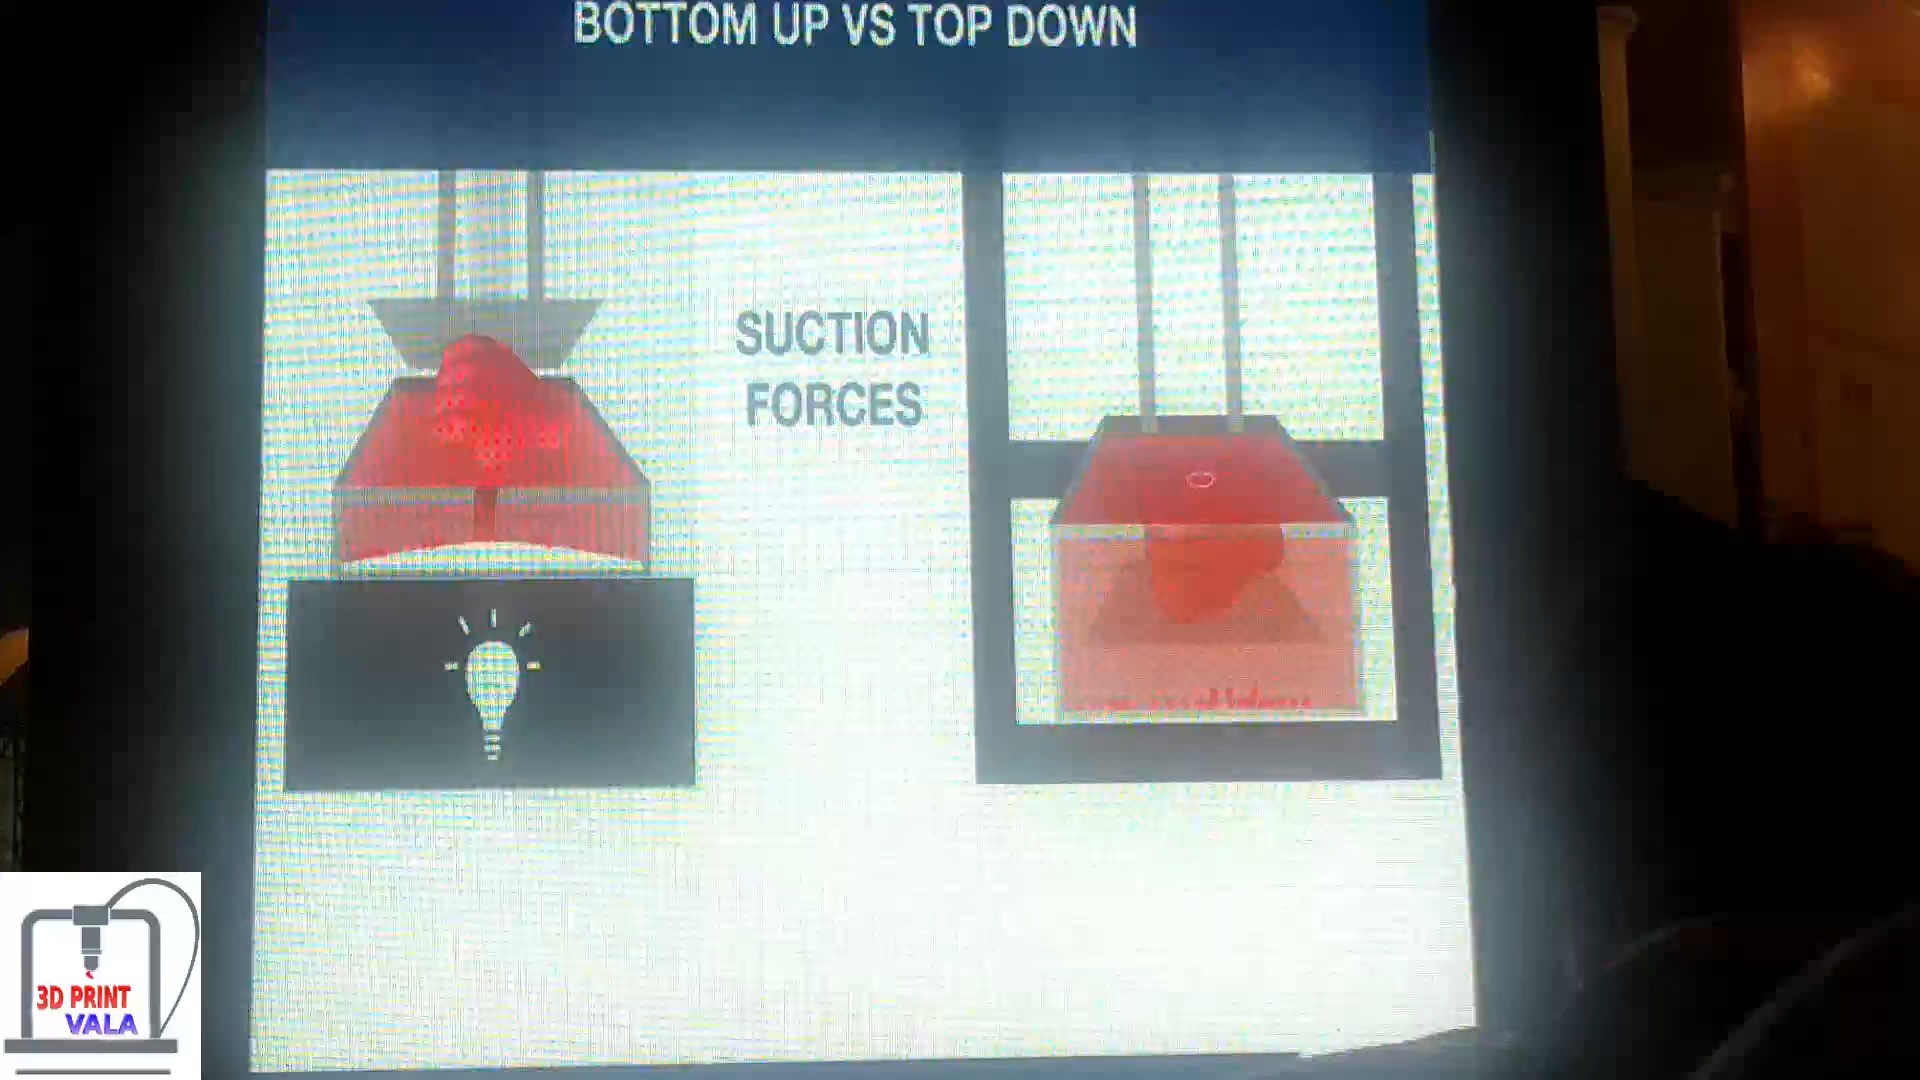 BOTTOM UP VS TOP DOWN
SUCTION
FORCES
3D PRINT
VALA